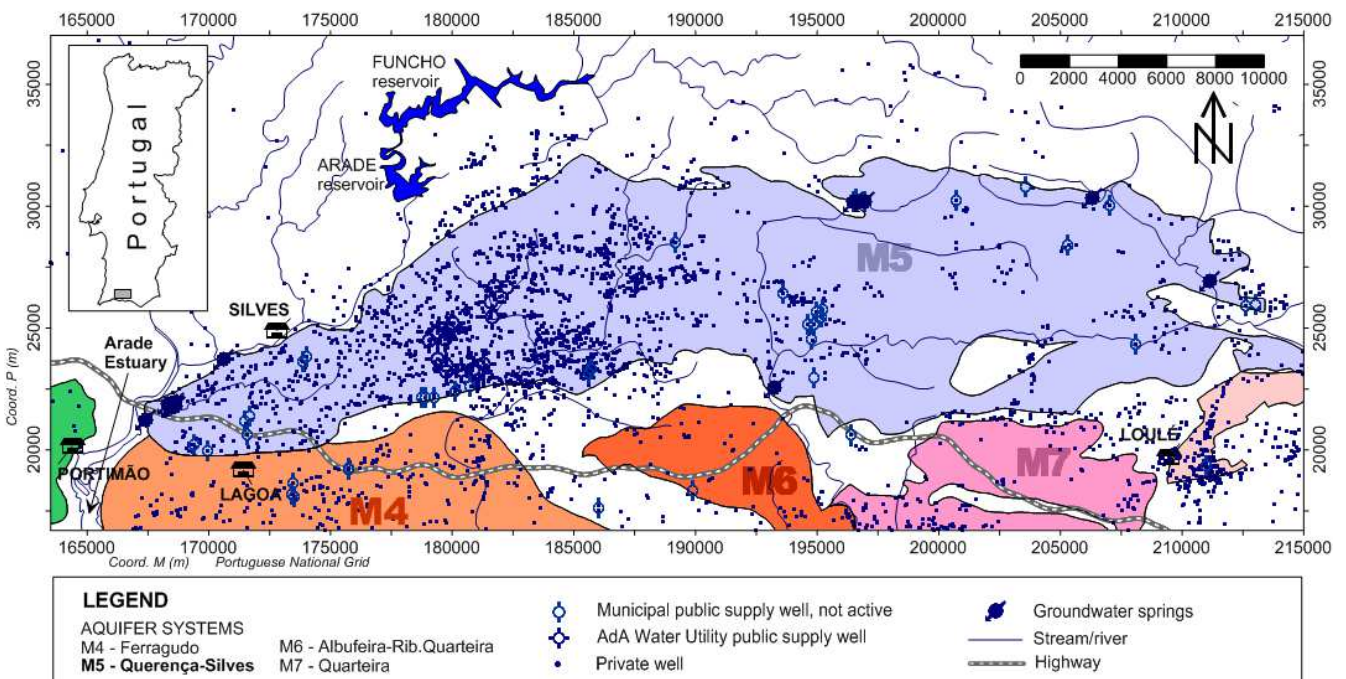 165000 170000 175000 180000 185000 190000 195000 200000 205000 210000 215000
35000
30000
25000
20000
Coord. P (m)
Portugal
FUNCHO
reservoir
ARADE
reservoir
0 2000 4000 6000 8000 10000
N
35000
30000
25000
20000
SILVES
Arade
Estuary
M5
PORTIMÃO
LAGOA
M4
M6
M7
LOULÉ
165000 170000 175000 180000 185000 190000 195000 200000 205000 210000 215000
Coord. M (m) Portuguese National Grid
LEGEND
AQUIFER SYSTEMS
M4 - Ferragudo
M5 - Querença-Silves
M6 - Albufeira-Rib.Quarteira
M7 - Quarteira
Municipal public supply well, not active
AdA Water Utility public supply well
Private well
Groundwater springs
Stream/river
Highway